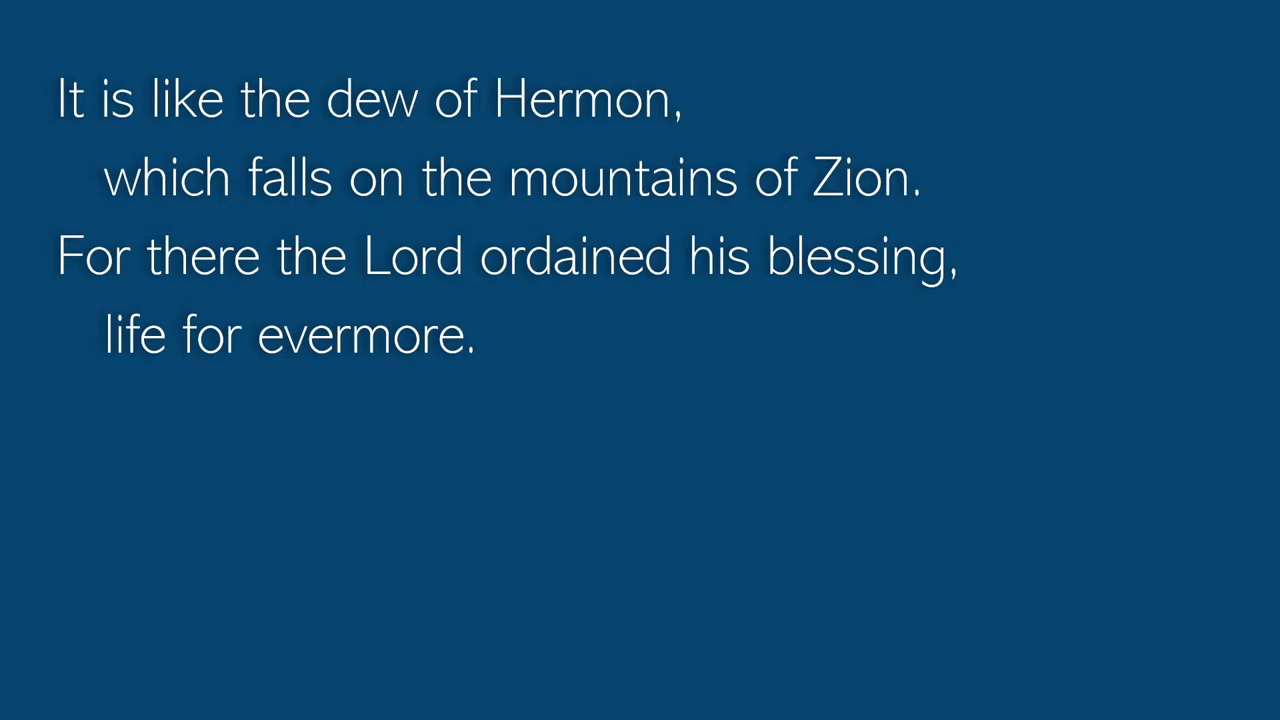 It is like the dew of Hermon,
which falls on the mountains of Zion.
For there the Lord ordained his blessing,
life for evermore.